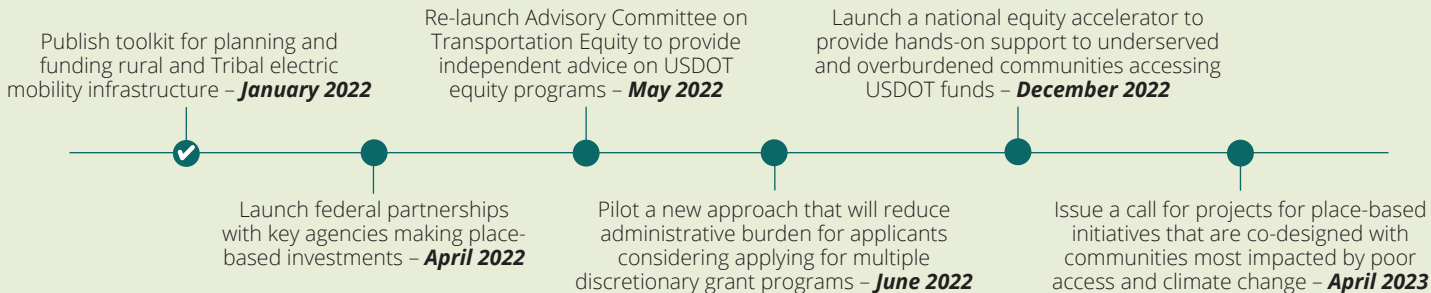 Publish toolkit for planning and
funding rural and Tribal electric
mobility infrastructure – January 2022
Launch federal partnerships
with key agencies making place-
based investments – April 2022
Re-launch Advisory Committee on
Transportation Equity to provide
independent advice on USDOT
equity programs – May 2022
Pilot a new approach that will reduce
administrative burden for applicants
considering applying for multiple
discretionary grant programs – June 2022
Launch a national equity accelerator to
provide hands-on support to underserved
and overburdened communities accessing
USDOT funds – December 2022
Issue a call for projects for place-based
initiatives that are co-designed with
communities most impacted by poor
access and climate change – April 2023